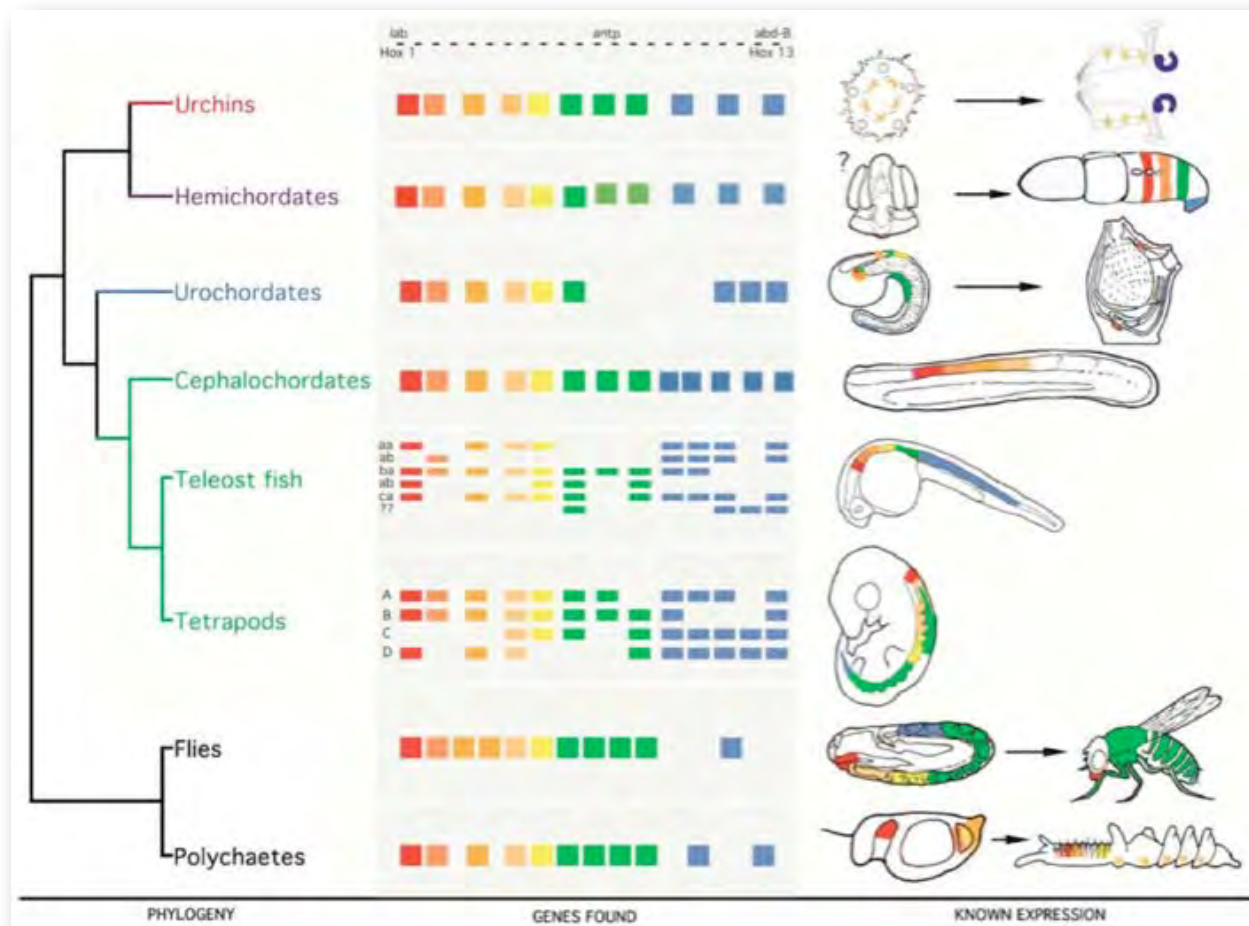 lab antp abd-B
Hox 1 Hox 13
Urchins
?
Hemichordates
Urochordates
Cephalochordates
aa
ab
ba
Teleost fish
ab
ca
??
A
B
Tetrapods
C
D
Flies
Polychaetes
PHYLOGENY GENES FOUND KNOWN EXPRESSION